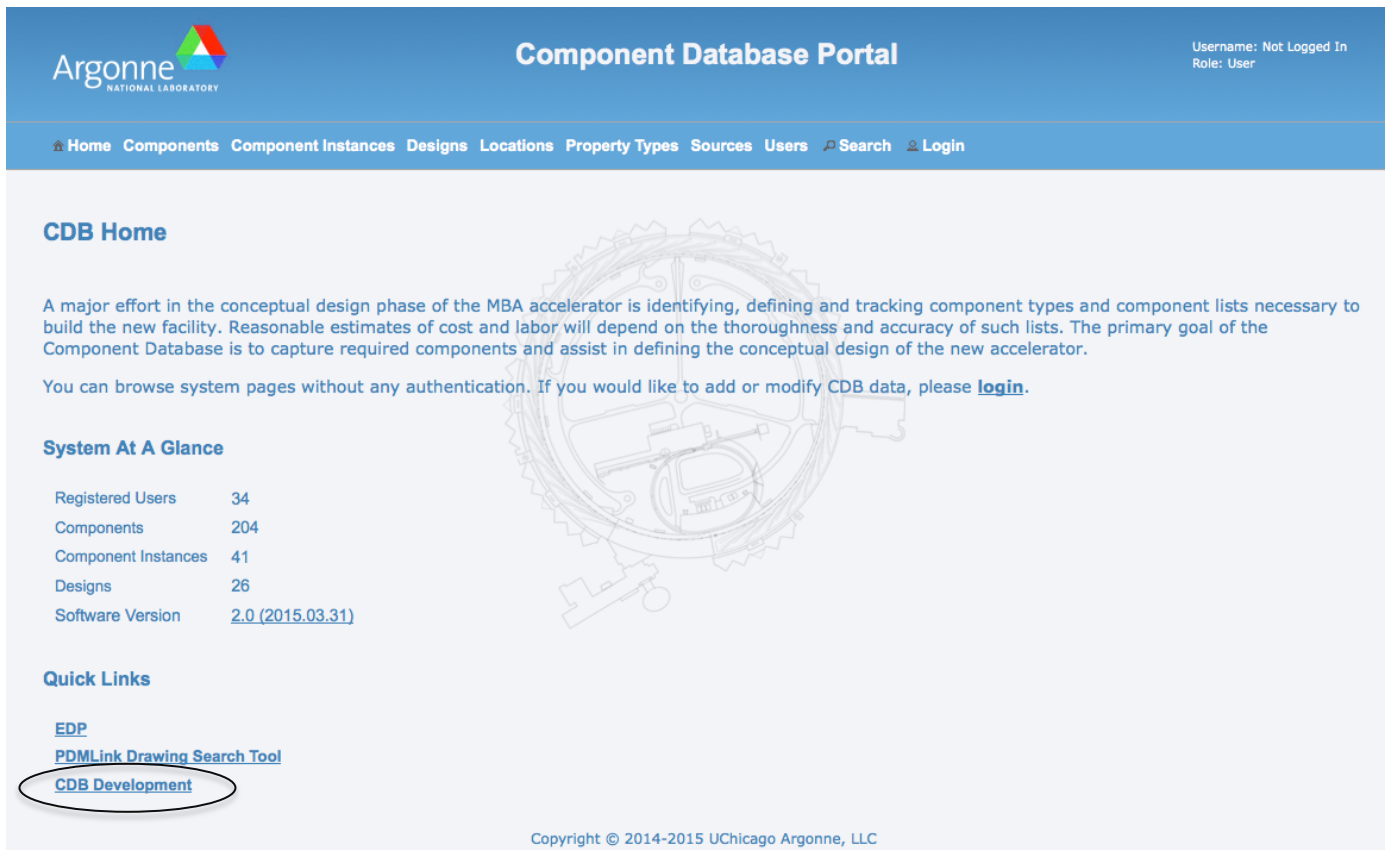 Argonne
NATIONAL LABORATORY
Component Database Portal
Username: Not Logged In
Role: User
Home Components Component Instances Designs Locations Property Types Sources Users Search Login
CDB Home
A major effort in the conceptual design phase of the MBA accelerator is identifying, defining and tracking component types and component lists necessary to
build the new facility. Reasonable estimates of cost and labor will depend on the thoroughness and accuracy of such lists. The primary goal of the
Component Database is to capture required components and assist in defining the conceptual design of the new accelerator.
You can browse system pages without any authentication. If you would like to add or modify CDB data, please login.
System At A Glance
Registered Users 34
Components 204
Component Instances 41
Designs 26
Software Version 2.0 (2015.03.31)
Quick Links
EDP
PDMLink Drawing Search Tool
CDB Development
Copyright © 2014-2015 UChicago Argonne, LLC